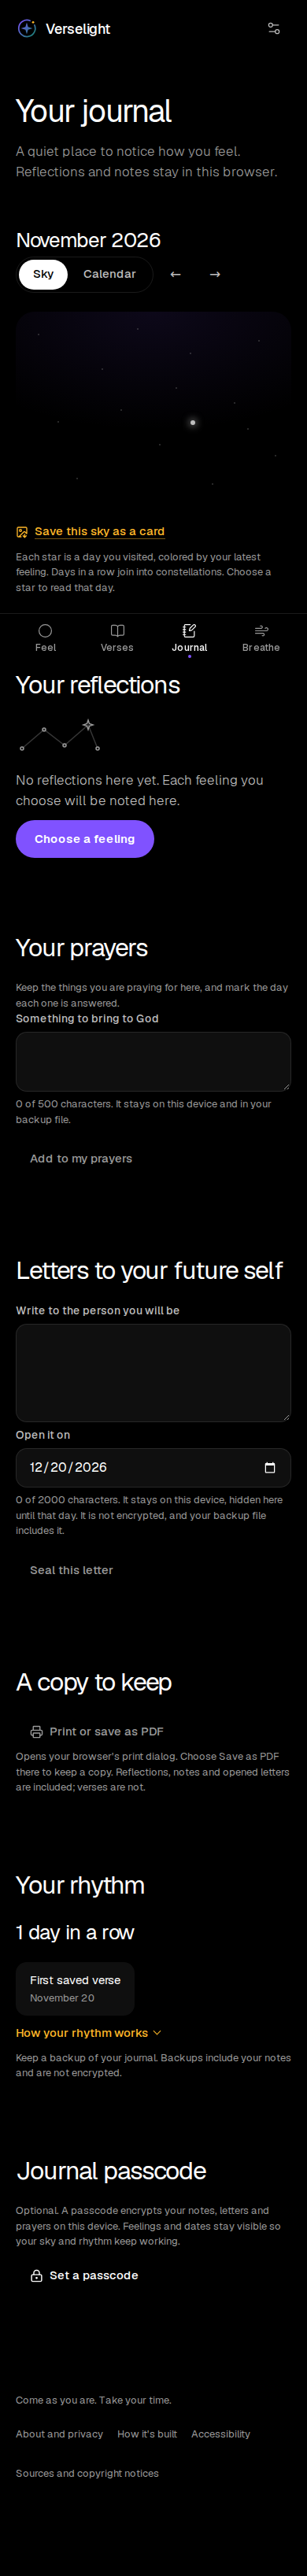 Verselight
Your journal
A quiet place to notice how you feel.
Reflections and notes stay in this browser.
November 2026
Sky
Calendar
←
→
Save this sky as a card
Each star is a day you visited, colored by your latest
feeling. Days in a row join into constellations. Choose a
star to read that day.
Feel
Verses
Journal
Breathe
Your reflections
No reflections here yet. Each feeling you
choose will be noted here.
Choose a feeling
Your prayers
Keep the things you are praying for here, and mark the day
each one is answered.
Something to bring to God
0 of 500 characters. It stays on this device and in your
backup file.
Add to my prayers
Letters to your future self
Write to the person you will be
Open it on
12/20/2026
0 of 2000 characters. It stays on this device, hidden here
until that day. It is not encrypted, and your backup file
includes it.
Seal this letter
A copy to keep
Print or save as PDF
Opens your browser's print dialog. Choose Save as PDF
there to keep a copy. Reflections, notes and opened letters
are included; verses are not.
Your rhythm
1 day in a row
First saved verse
November 20
How your rhythm works
Keep a backup of your journal. Backups include your notes
and are not encrypted.
Journal passcode
Optional. A passcode encrypts your notes, letters and
prayers on this device. Feelings and dates stay visible so
your sky and rhythm keep working.
Set a passcode
Come as you are. Take your time.
About and privacy
How it's built
Accessibility
Sources and copyright notices